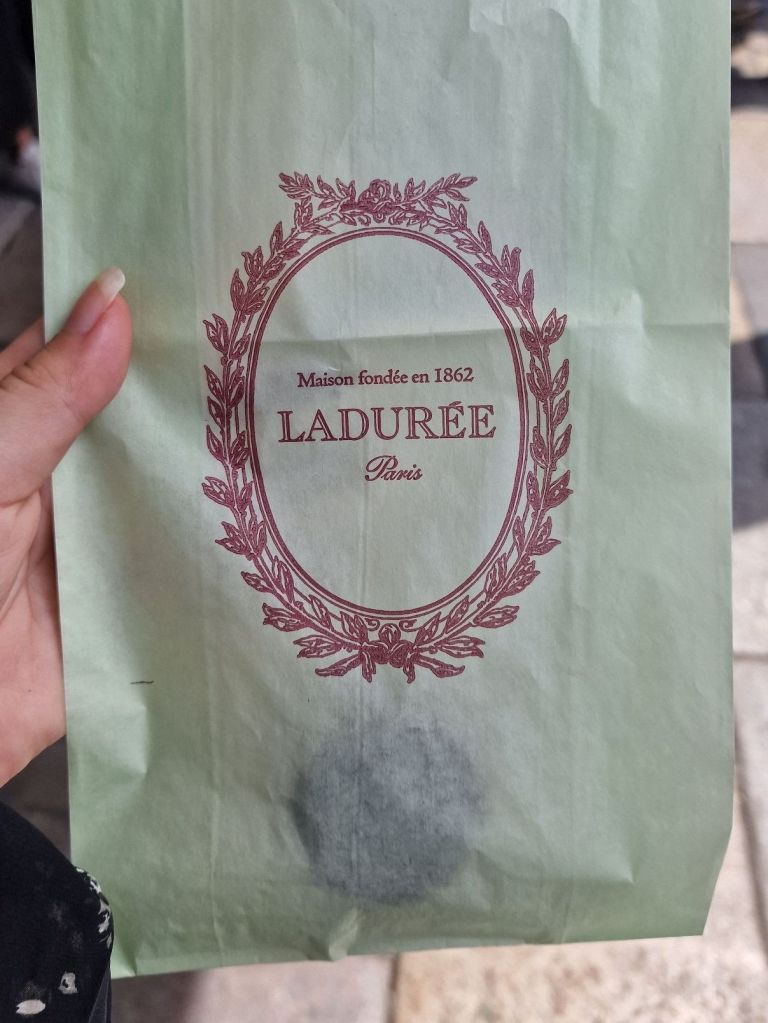 Maison fondée en 1862
LADURÉE
Paris